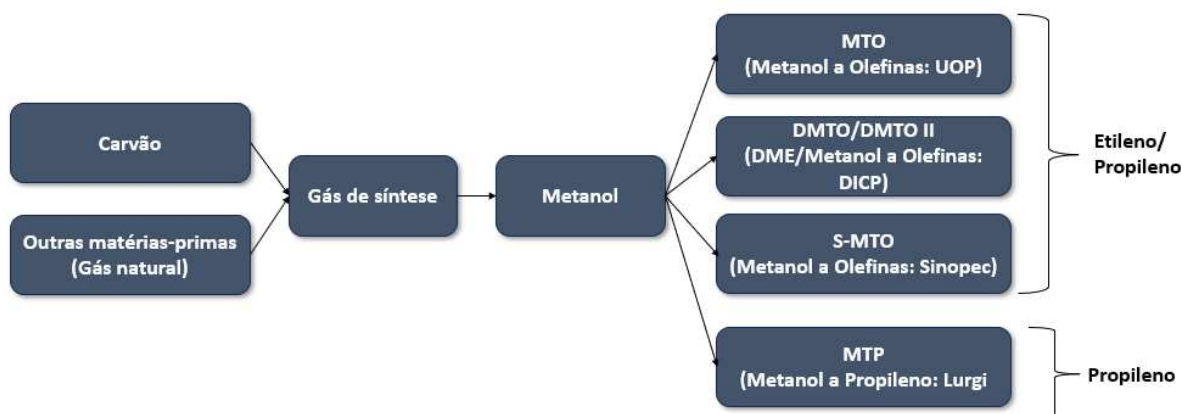 MTO
(Metanol a Olefinas: UOP)
Carvão
DMTO/DMTO II
(DME/Metanol a Olefinas:
DICP)
Etileno/
Propileno
Gás de síntese
Metanol
Outras matérias-primas
(Gás natural)
S-MTO
(Metanol a Olefinas: Sinopec)
MTP
(Metanol a Propileno: Lurgi
Propileno